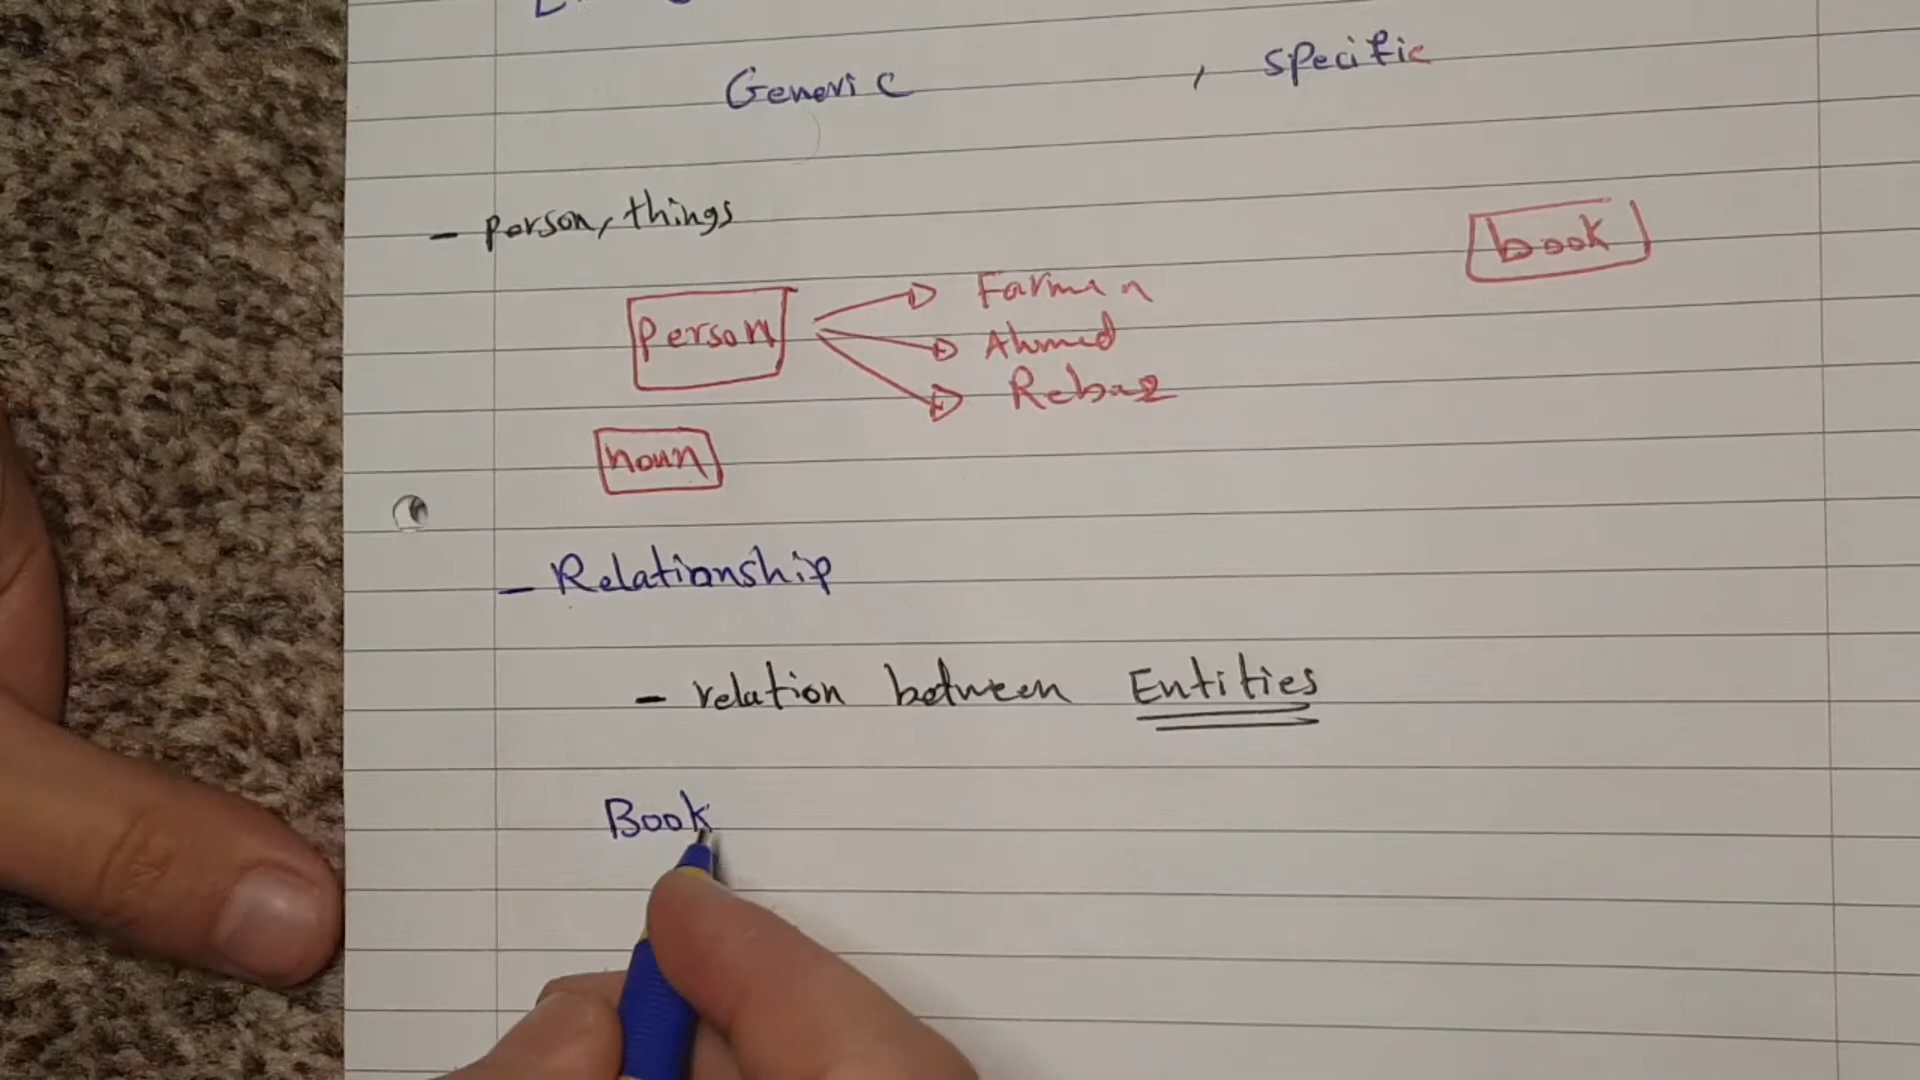 Generic , specific
- person, things
book
person
Farman
Ahmed
Rebaz
noun
- Relationship
- relation between Entities
Book